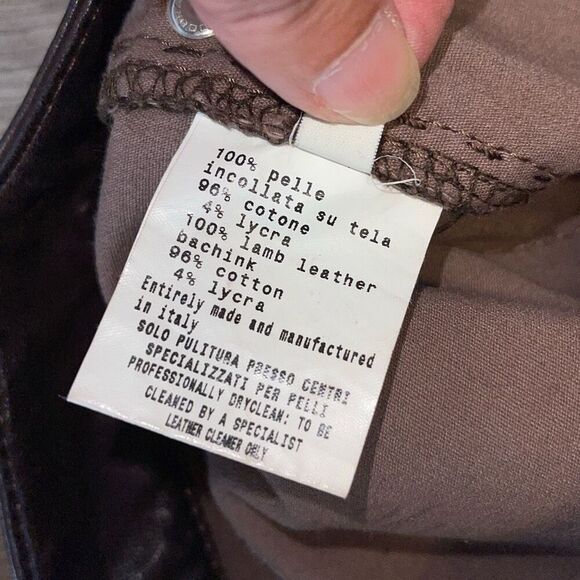 100% pelle
incollata su tela
96% cotone
4% lycra
100% lamb leather
bachink
96% cotton
4% lycra
Entirely made and manufactured
in italy
SOLO PULITURA PRESSO CENTRI
SPECIALIZZATI PER PELLI
PROFESSIONALLY DRYCLEAN; TO BE
CLEANED BY A SPECIALIST
LEATHER CLEANER ONLY